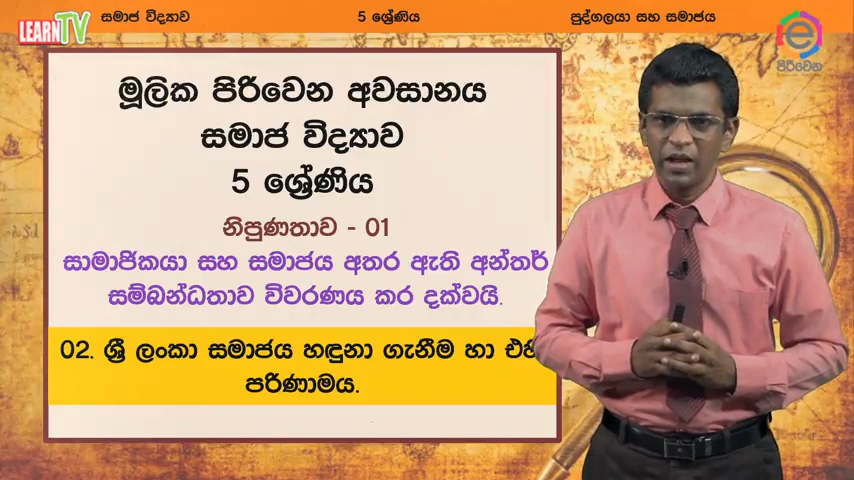 LEARN TV
සමාජ විද්‍යාව
5 ශ්‍රේණිය
පුද්ගලයා සහ සමාජය
e
පිරිවෙන
මූලික පිරිවෙන අවසානය
සමාජ විද්‍යාව
5 ශ්‍රේණිය
නිපුණතාව - 01
සාමාජිකයා සහ සමාජය අතර ඇති අන්තර්
සම්බන්ධතාව විවරණය කර දක්වයි.
02. ශ්‍රී ලංකා සමාජය හඳුනා ගැනීම හා
පරිණාමය.